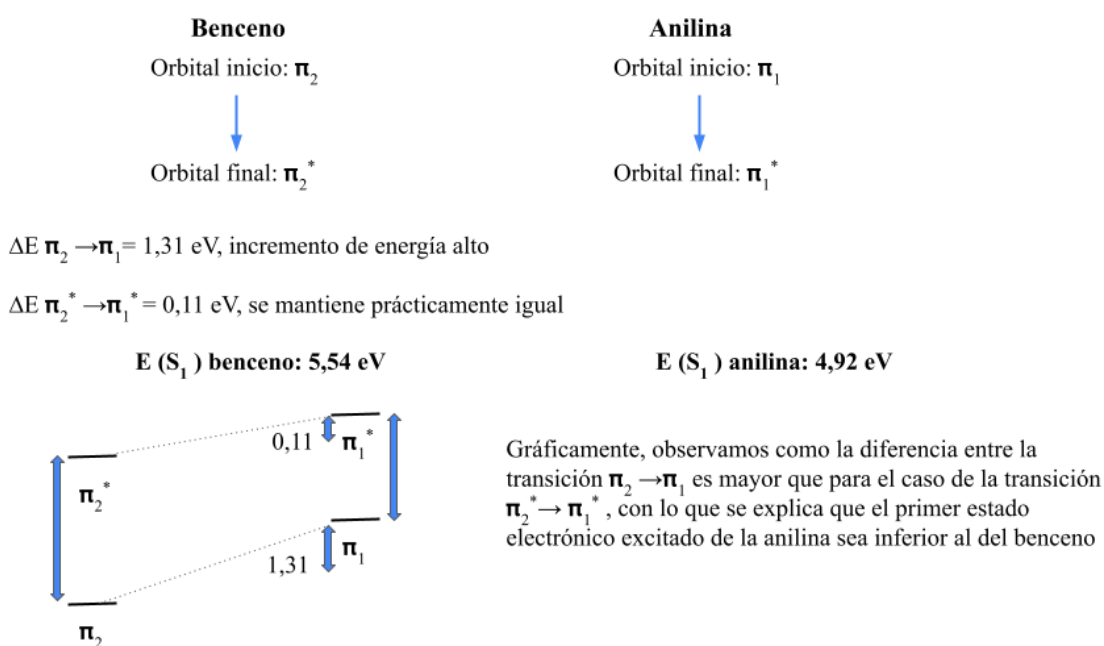 Benceno
Anilina
Orbital inicio: π₂
Orbital inicio: π₁
Orbital final: π₂*
Orbital final: π₁*
ΔE π₂ →π₁= 1,31 eV, incremento de energía alto
ΔE π₂* →π₁* = 0,11 eV, se mantiene prácticamente igual
E (S₁ ) benceno: 5,54 eV
E (S₁ ) anilina: 4,92 eV
0,11
π₁*
π₂*
π₁
1,31
π₂
Gráficamente, observamos como la diferencia entre la
transición π₂ →π₁ es mayor que para el caso de la transición
π₂*→ π₁* , con lo que se explica que el primer estado
electrónico excitado de la anilina sea inferior al del benceno